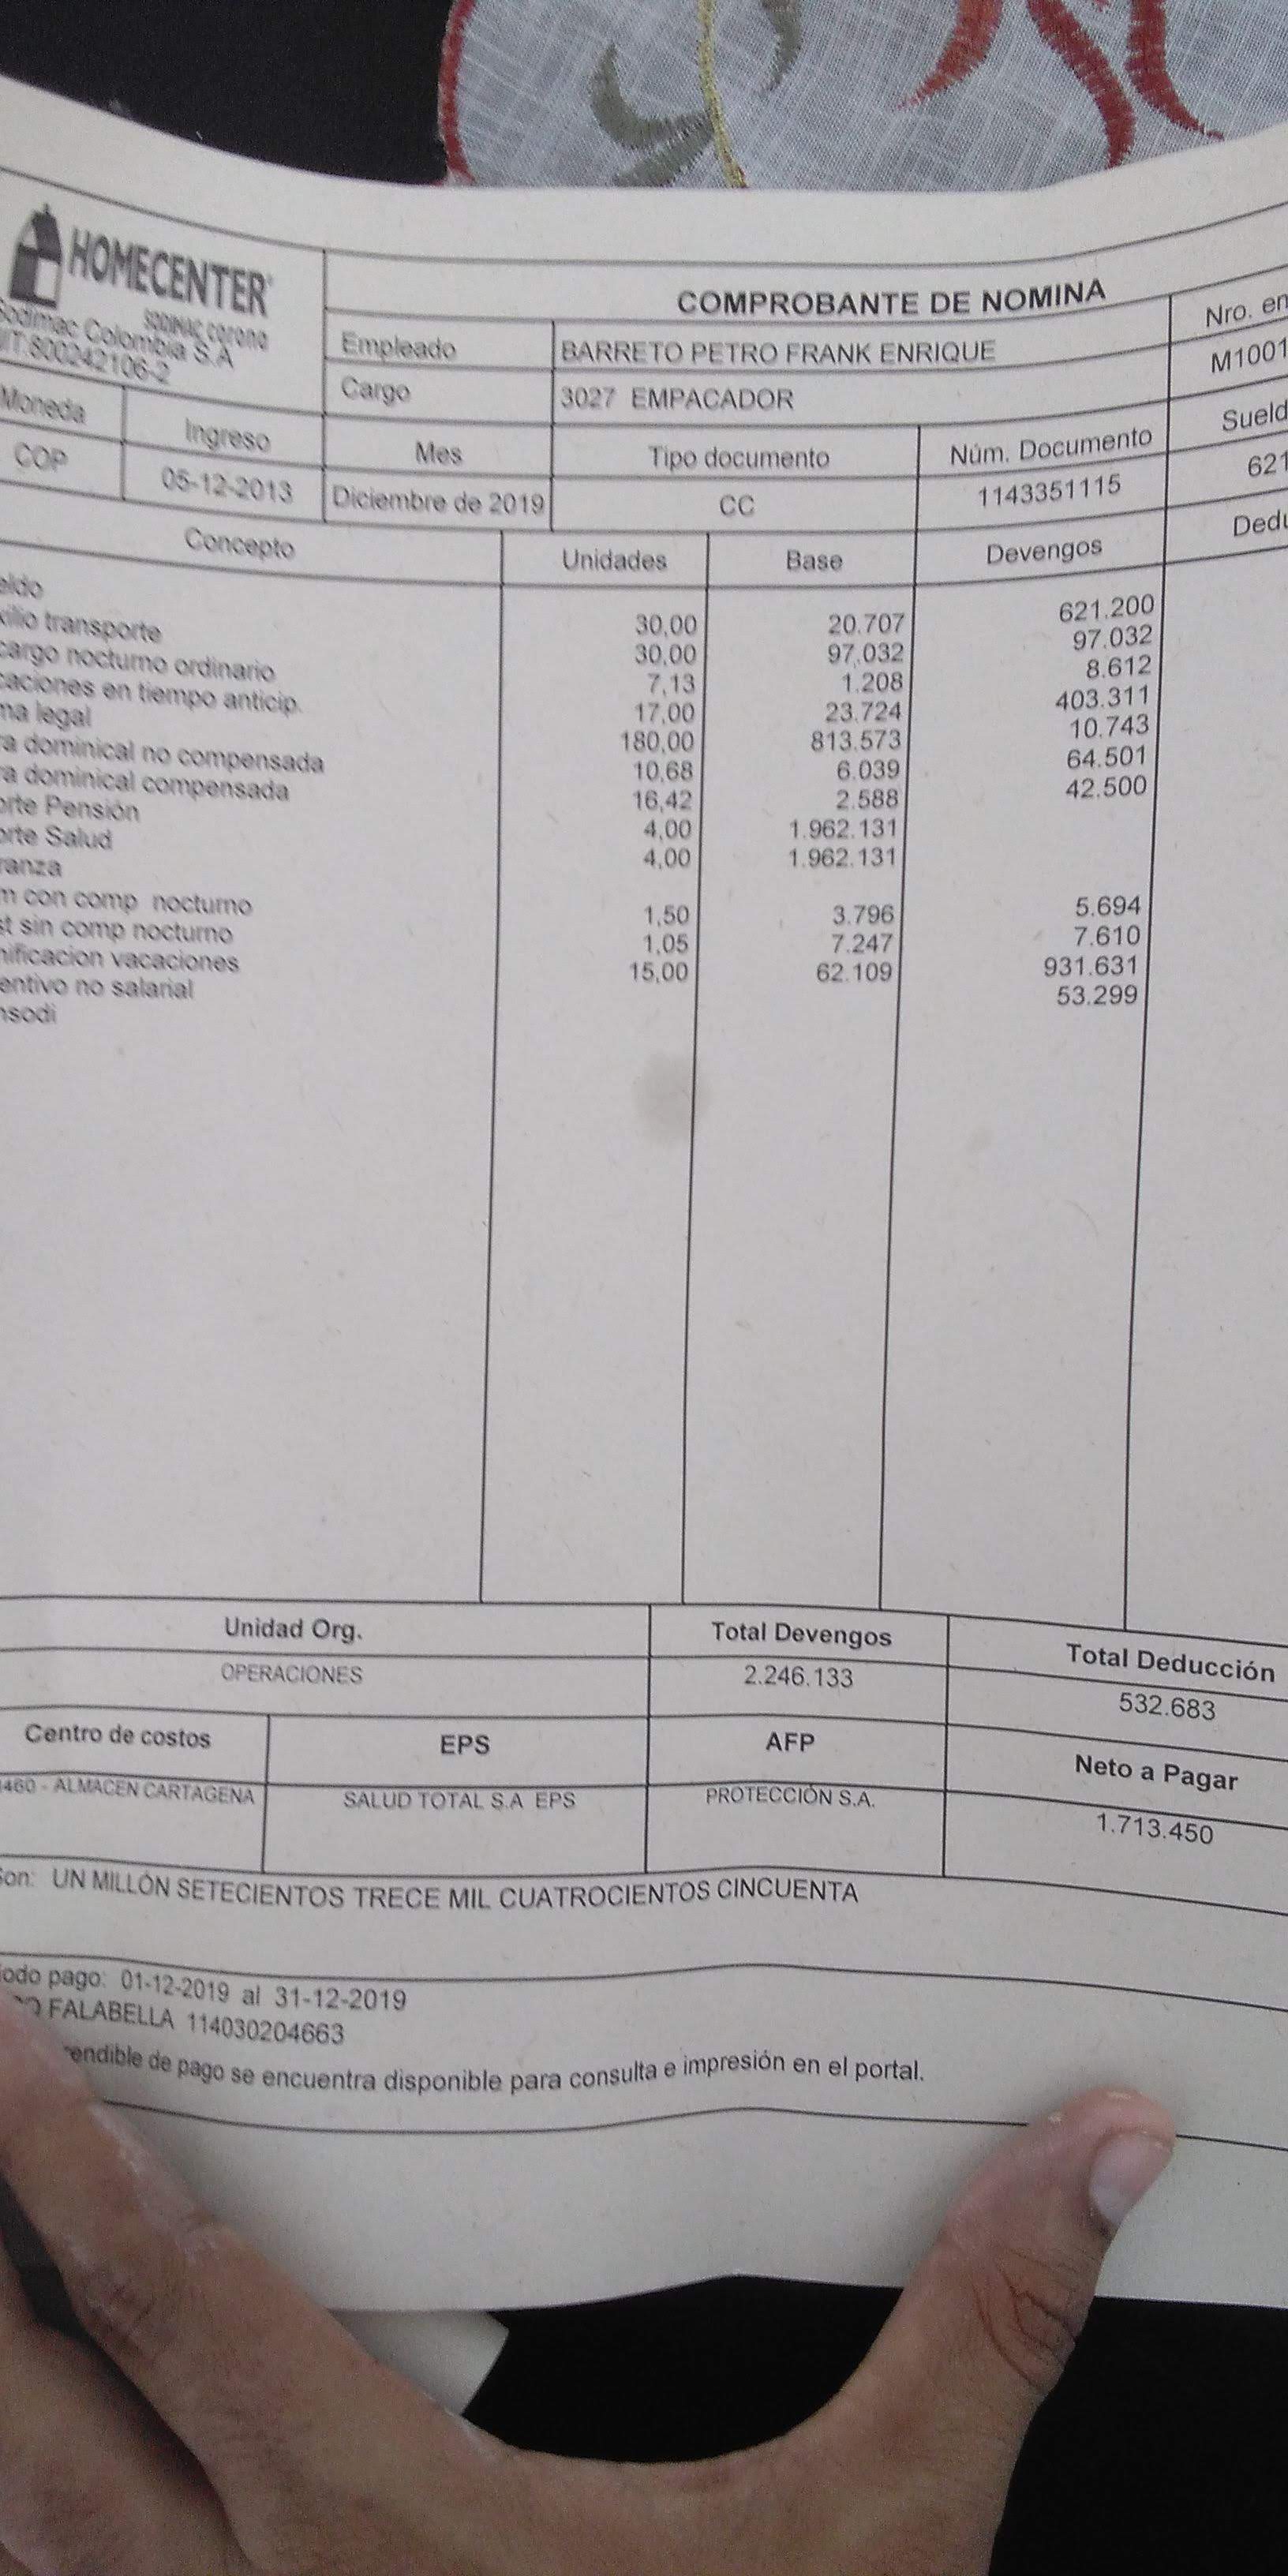 HOMECENTER
SODIMAC corona
Sodimac Colombia S.A
NIT:800242106-2
COMPROBANTE DE NOMINA
Nro. em
Empleado BARRETO PETRO FRANK ENRIQUE M1001
Cargo 3027 EMPACADOR Sueld
Moneda Ingreso Mes Tipo documento Núm. Documento
COP 05-12-2013 Diciembre de 2019 CC 1143351115 621
Concepto Unidades Base Devengos Dedu
eldo 30,00 20.707 621.200
xilio transporte 30,00 97.032 97.032
cargo nocturno ordinario 7,13 1.208 8.612
caciones en tiempo anticip. 17,00 23.724 403.311
ma legal 180,00 813.573 10.743
ra dominical no compensada 10,68 6.039 64.501
ra dominical compensada 16,42 2.588 42.500
orte Pensión 4,00 1.962.131
orte Salud 4,00 1.962.131
ranza
m con comp nocturno 1,50 3.796 5.694
st sin comp nocturno 1,05 7.247 7.610
nificacion vacaciones 15,00 62.109 931.631
entivo no salarial 53.299
nsodi
Unidad Org. Total Devengos Total Deducción
OPERACIONES 2.246.133 532.683
Centro de costos EPS AFP Neto a Pagar
460 - ALMACEN CARTAGENA SALUD TOTAL S.A EPS PROTECCIÓN S.A. 1.713.450
Son: UN MILLÓN SETECIENTOS TRECE MIL CUATROCIENTOS CINCUENTA
iodo pago: 01-12-2019 al 31-12-2019
FALABELLA 114030204663
rendible de pago se encuentra disponible para consulta e impresión en el portal.